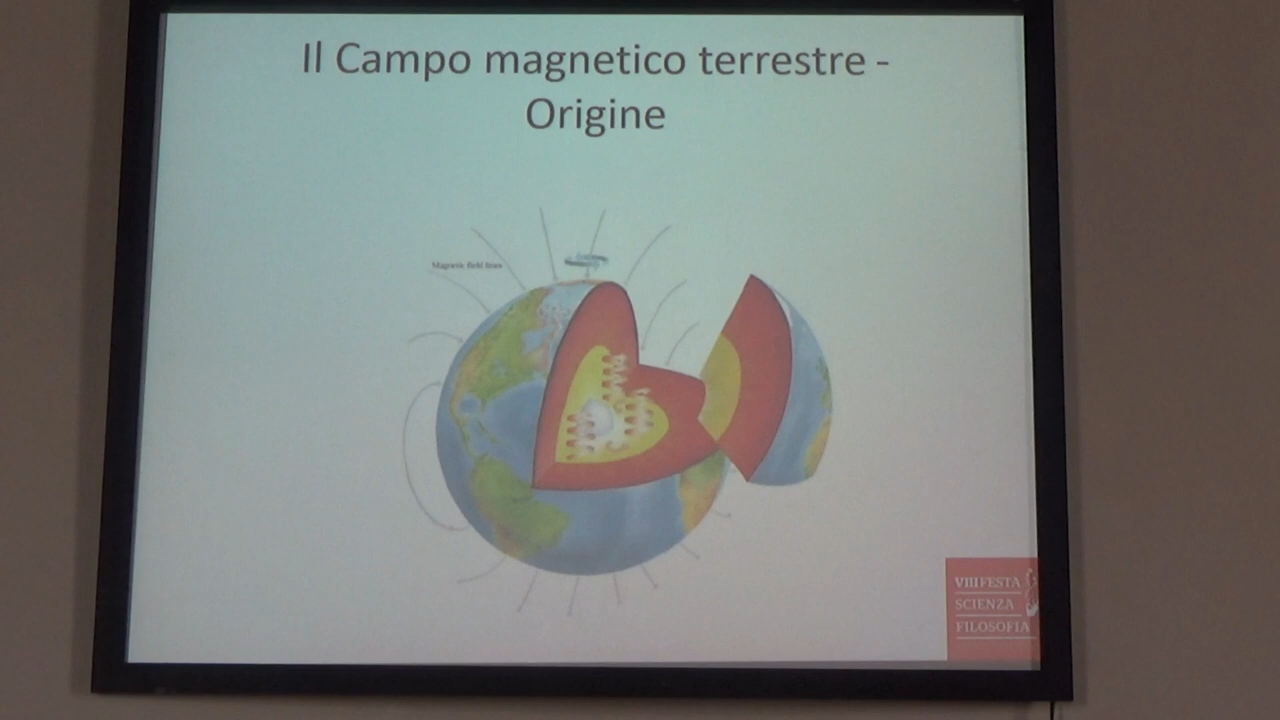 Il Campo magnetico terrestre -
Origine
Magnetic field lines
VIII FESTA
SCIENZA
FILOSOFIA